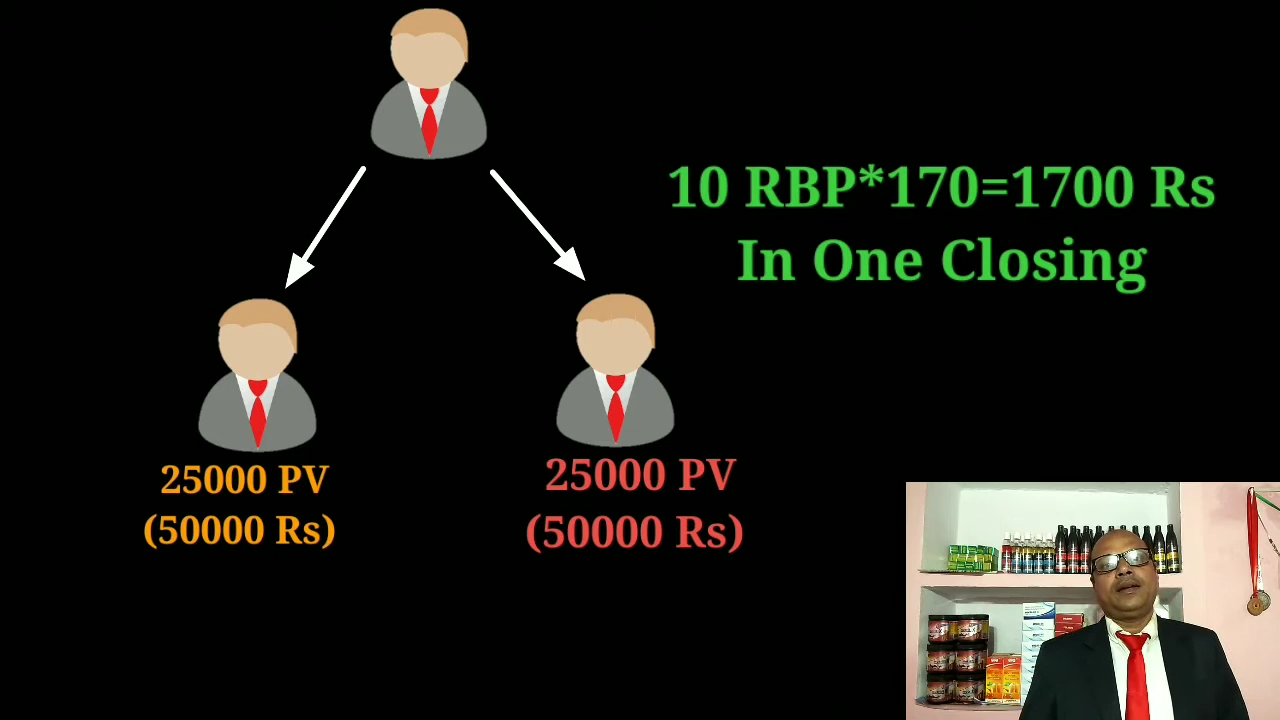 10 RBP*170=1700 Rs
In One Closing
25000 PV
(50000 Rs)
25000 PV
(50000 Rs)